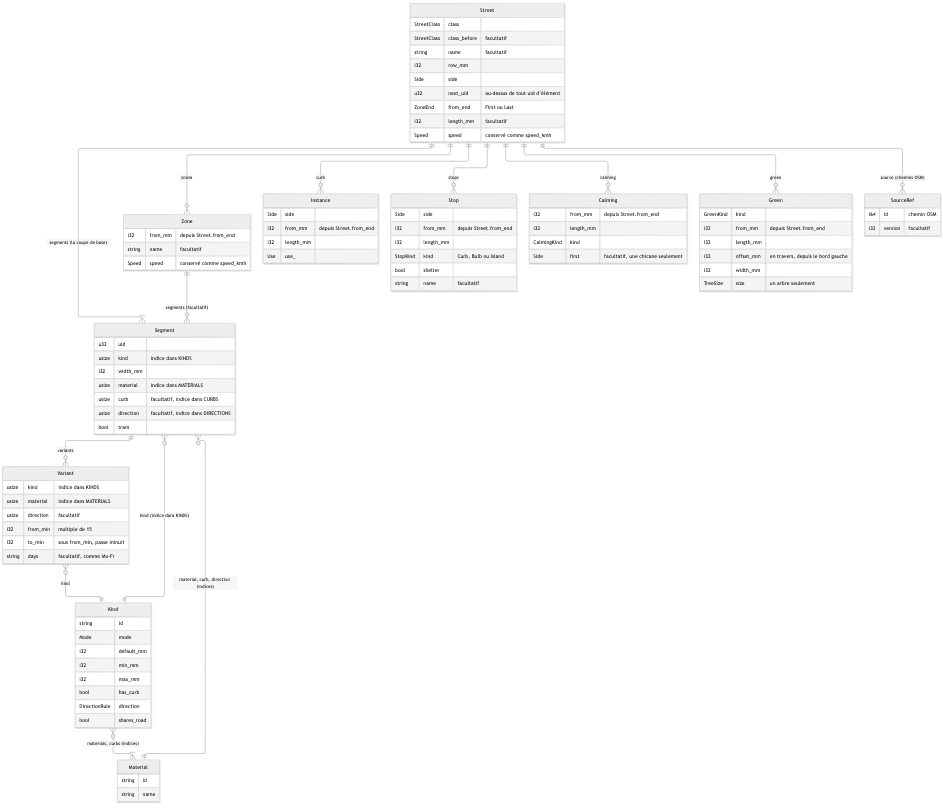 Street
StreetClass class
StreetClass class_before facultatif
string name facultatif
i32 row_mm
Side side
u32 next_uid au-dessus de tout uid d'élément
ZoneEnd from_end First ou Last
i32 length_mm facultatif
Speed speed conservé comme speed_kmh
zones
curb
stops
calming
green
source (chemins OSM)
segments (la coupe de base)
Zone
i32 from_mm depuis Street.from_end
string name facultatif
Speed speed conservé comme speed_kmh
Instance
Side side
i32 from_mm depuis Street.from_end
i32 length_mm
Use use_
Stop
Side side
i32 from_mm depuis Street.from_end
i32 length_mm
StopKind kind Curb, Bulb ou Island
bool shelter
string name facultatif
Calming
i32 from_mm depuis Street.from_end
i32 length_mm
CalmingKind kind
Side first facultatif, une chicane seulement
Green
GreenKind kind
i32 from_mm depuis Street.from_end
i32 length_mm
i32 offset_mm en travers, depuis le bord gauche
i32 width_mm
TreeSize size un arbre seulement
SourceRef
i64 id chemin OSM
i32 version facultatif
segments (facultatif)
Segment
u32 uid
usize kind indice dans KINDS
i32 width_mm
usize material indice dans MATERIALS
usize curb facultatif, indice dans CURBS
usize direction facultatif, indice dans DIRECTIONS
bool tram
variants
Variant
usize kind indice dans KINDS
usize material indice dans MATERIALS
usize direction facultatif
i32 from_min multiple de 15
i32 to_min sous from_min, passe minuit
string days facultatif, comme Mo-Fr
kind (indice dans KINDS)
material, curb, direction
(indices)
kind
Kind
string id
Mode mode
i32 default_mm
i32 min_mm
i32 max_mm
bool has_curb
DirectionRule direction
bool shares_road
materials, curbs (indices)
Material
string id
string name